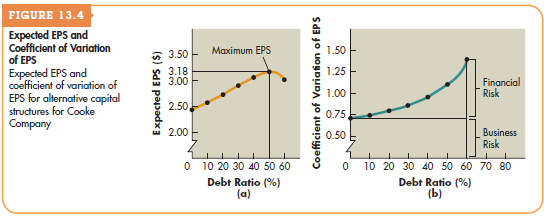 FIGURE 13.4
Expected EPS and
Coefficient of Variation
of EPS
Expected EPS and
coefficient of variation of
EPS for alternative capital
structures for Cooke
Company
Expected EPS ($)
3.50
3.18
3.00
2.50
2.00
Maximum EPS
0 10 20 30 40 50 60
Debt Ratio (%)
(a)
Coefficient of Variation of EPS
1.50
1.25
1.00
0.75
0.50
Financial
Risk
Business
Risk
0 10 20 30 40 50 60 70 80
Debt Ratio (%)
(b)